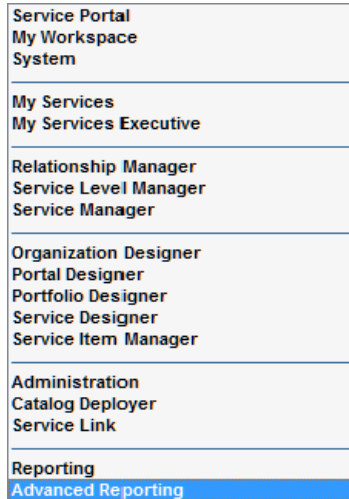 Service Portal
My Workspace
System
My Services
My Services Executive
Relationship Manager
Service Level Manager
Service Manager
Organization Designer
Portal Designer
Portfolio Designer
Service Designer
Service Item Manager
Administration
Catalog Deployer
Service Link
Reporting
Advanced Reporting